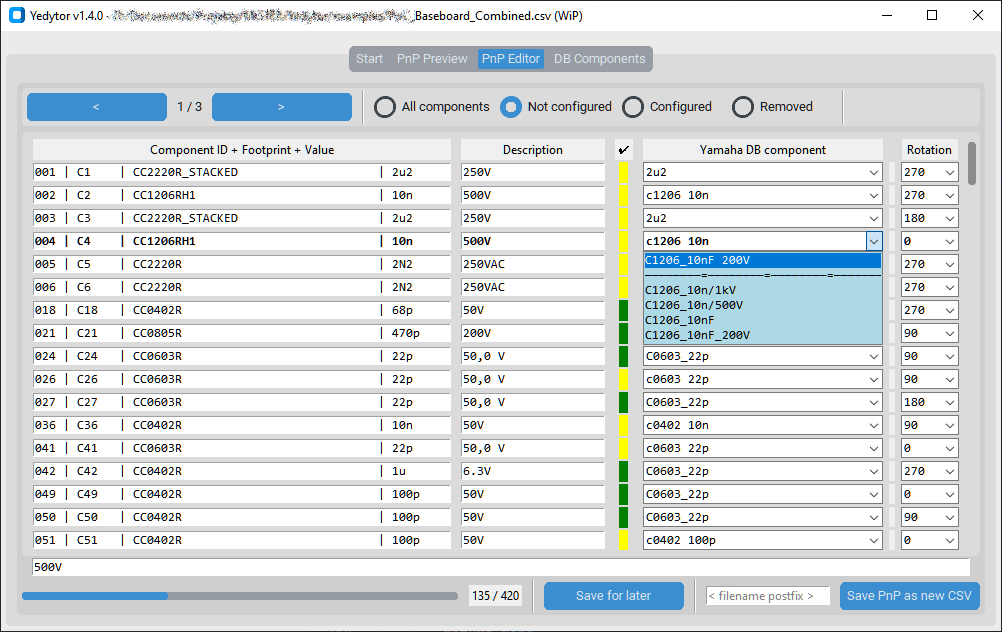 Yedytor v1.4.0 - Baseboard_Combined.csv (WiP)
Start PnP Preview PnP Editor DB Components
< 1 / 3 > All components Not configured Configured Removed
Component ID + Footprint + Value Description ✔ Yamaha DB component Rotation
001 | C1 | CC2220R_STACKED | 2u2 250V 2u2 270
002 | C2 | CC1206RH1 | 10n 500V c1206 10n 270
003 | C3 | CC2220R_STACKED | 2u2 250V 2u2 180
004 | C4 | CC1206RH1 | 10n 500V c1206 10n 0
C1206_10nF 200V
————————=————————=————————=————————
C1206_10n/1kV
C1206_10n/500V
C1206_10nF
C1206_10nF_200V
005 | C5 | CC2220R | 2N2 250VAC 270
006 | C6 | CC2220R | 2N2 250VAC 270
018 | C18 | CC0402R | 68p 50V 270
021 | C21 | CC0805R | 470p 200V 90
024 | C24 | CC0603R | 22p 50,0 V C0603_22p 90
026 | C26 | CC0603R | 22p 50,0 V c0603 22p 90
027 | C27 | CC0603R | 22p 50,0 V C0603_22p 180
036 | C36 | CC0402R | 10n 50V c0402 10n 90
041 | C41 | CC0603R | 22p 50,0 V c0603 22p 0
042 | C42 | CC0402R | 1u 6.3V C0603_22p 270
049 | C49 | CC0402R | 100p 50V C0603_22p 0
050 | C50 | CC0402R | 100p 50V C0603_22p 90
051 | C51 | CC0402R | 100p 50V c0402 100p 0
500V
135 / 420 Save for later < filename postfix > Save PnP as new CSV